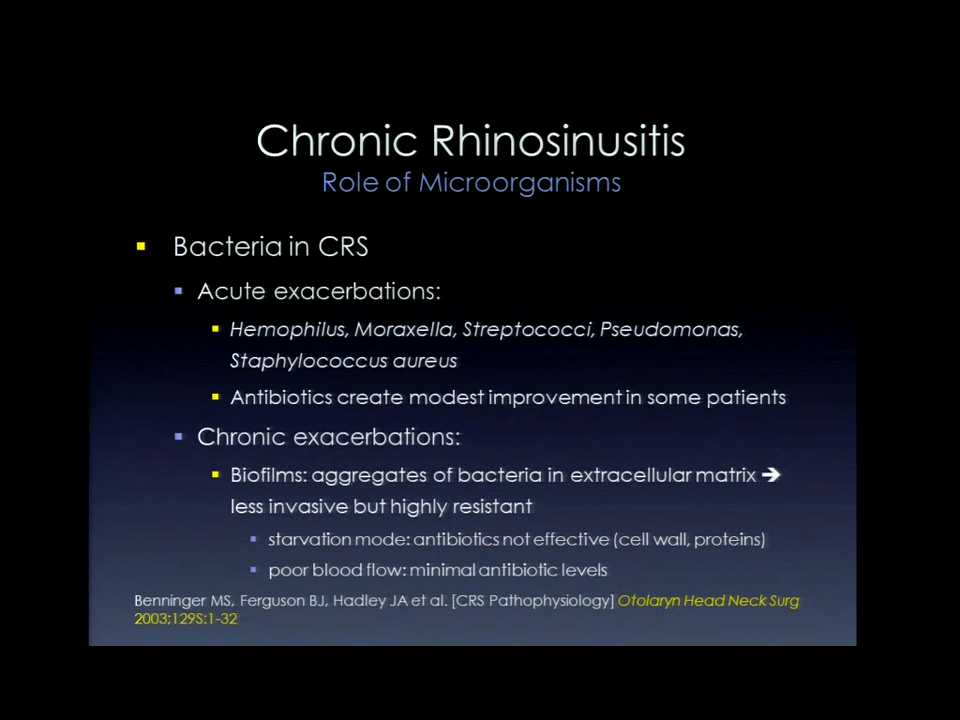 Chronic Rhinosinusitis
Role of Microorganisms
Bacteria in CRS
Acute exacerbations:
Hemophilus, Moraxella, Streptococci, Pseudomonas,
Staphylococcus aureus
Antibiotics create modest improvement in some patients
Chronic exacerbations:
Biofilms: aggregates of bacteria in extracellular matrix ➔
less invasive but highly resistant
starvation mode: antibiotics not effective (cell wall, proteins)
poor blood flow: minimal antibiotic levels
Benninger MS, Ferguson BJ, Hadley JA et al. [CRS Pathophysiology] Otolaryn Head Neck Surg
2003;129S:1-32